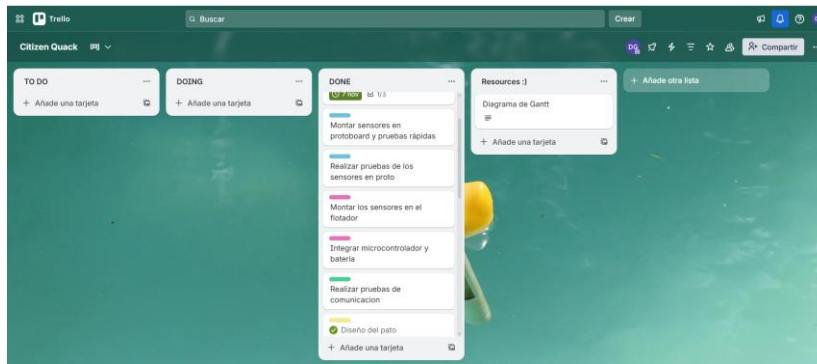 Trello
Buscar
Crear
Citizen Quack
DG
Compartir
TO DO
+ Añade una tarjeta
DOING
+ Añade una tarjeta
DONE
7 nov 1/3
Montar sensores en
protoboard y pruebas rápidas
Realizar pruebas de los
sensores en proto
Montar los sensores en el
flotador
Integrar microcontrolador y
batería
Realizar pruebas de
comunicacion
Diseño del pato
+ Añade una tarjeta
Resources :)
Diagrama de Gantt
+ Añade una tarjeta
+ Añade otra lista